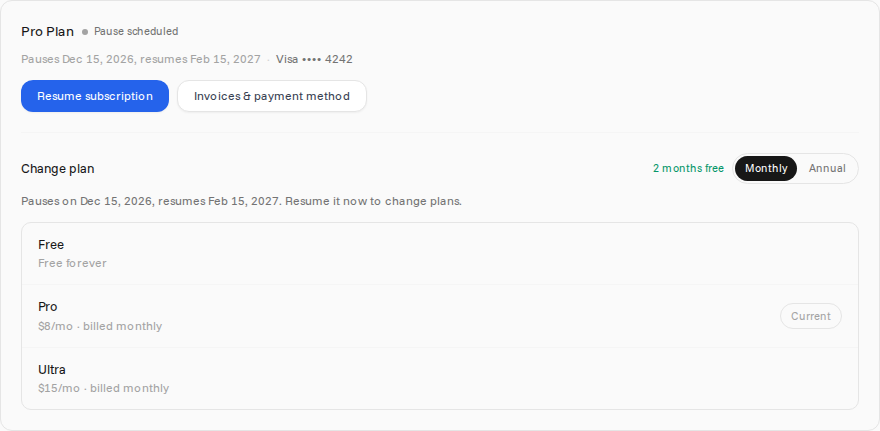 Pro Plan Pause scheduled
Pauses Dec 15, 2026, resumes Feb 15, 2027 · Visa •••• 4242
Resume subscription Invoices & payment method
Change plan 2 months free Monthly Annual
Pauses on Dec 15, 2026, resumes Feb 15, 2027. Resume it now to change plans.
Free
Free forever
Pro
$8/mo · billed monthly
Current
Ultra
$15/mo · billed monthly